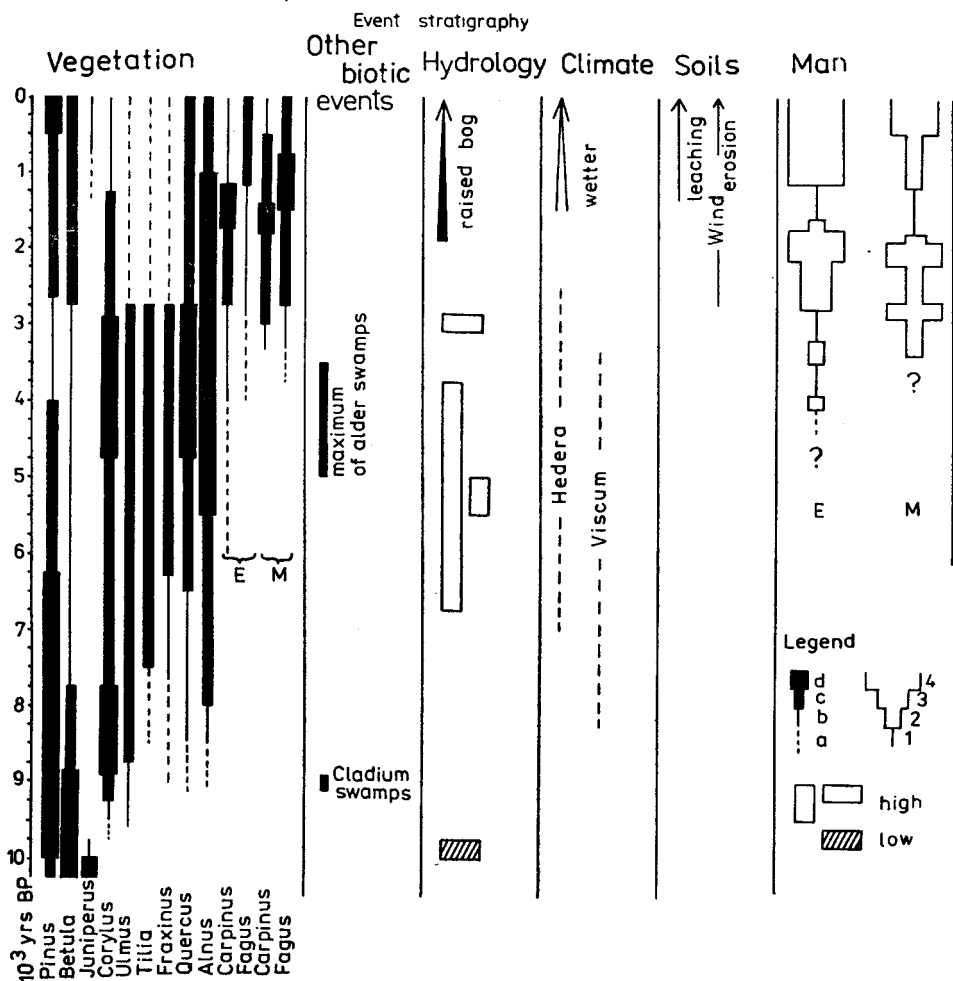 Event stratigraphy
Vegetation
Other
biotic
events
Hydrology
Climate
Soils
Man
0
1
2
3
4
5
6
7
8
9
10
10³ yrs BP
Pinus
Betula
Juniperus
Corylus
Ulmus
Tilia
Fraxinus
Quercus
Alnus
Carpinus
Fagus
Carpinus
Fagus
E
M
maximum
of alder swamps
Cladium
swamps
raised bog
wetter
Hedera
Viscum
leaching
Wind erosion
?
E
?
M
Legend
d
c
b
a
4
3
2
1
high
low